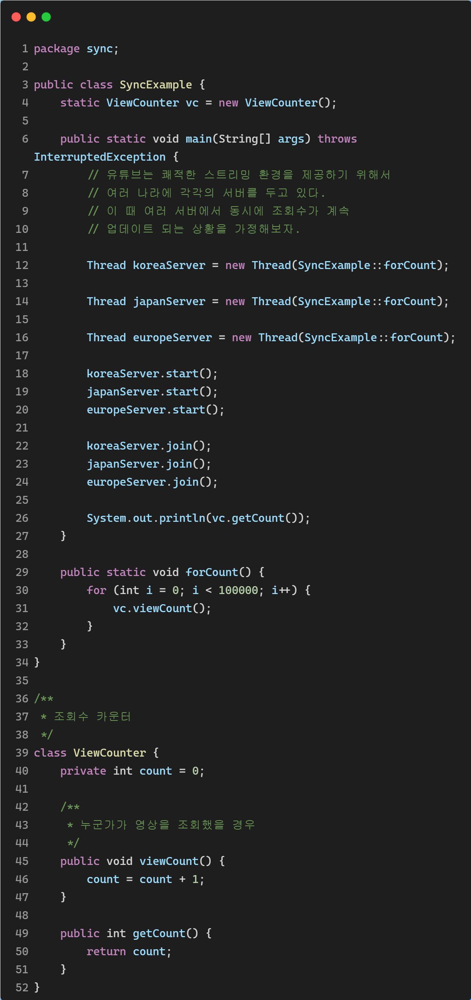 1 package sync;
2
3 public class SyncExample {
4     static ViewCounter vc = new ViewCounter();
5
6     public static void main(String[] args) throws
InterruptedException {
7         // 유튜브는 쾌적한 스트리밍 환경을 제공하기 위해서
8         // 여러 나라에 각각의 서버를 두고 있다.
9         // 이 때 여러 서버에서 동시에 조회수가 계속
10         // 업데이트 되는 상황을 가정해보자.
11
12         Thread koreaServer = new Thread(SyncExample::forCount);
13
14         Thread japanServer = new Thread(SyncExample::forCount);
15
16         Thread europeServer = new Thread(SyncExample::forCount);
17
18         koreaServer.start();
19         japanServer.start();
20         europeServer.start();
21
22         koreaServer.join();
23         japanServer.join();
24         europeServer.join();
25
26         System.out.println(vc.getCount());
27     }
28
29     public static void forCount() {
30         for (int i = 0; i < 100000; i++) {
31             vc.viewCount();
32         }
33     }
34 }
35
36 /**
37  * 조회수 카운터
38  */
39 class ViewCounter {
40     private int count = 0;
41
42     /**
43      * 누군가가 영상을 조회했을 경우
44      */
45     public void viewCount() {
46         count = count + 1;
47     }
48
49     public int getCount() {
50         return count;
51     }
52 }